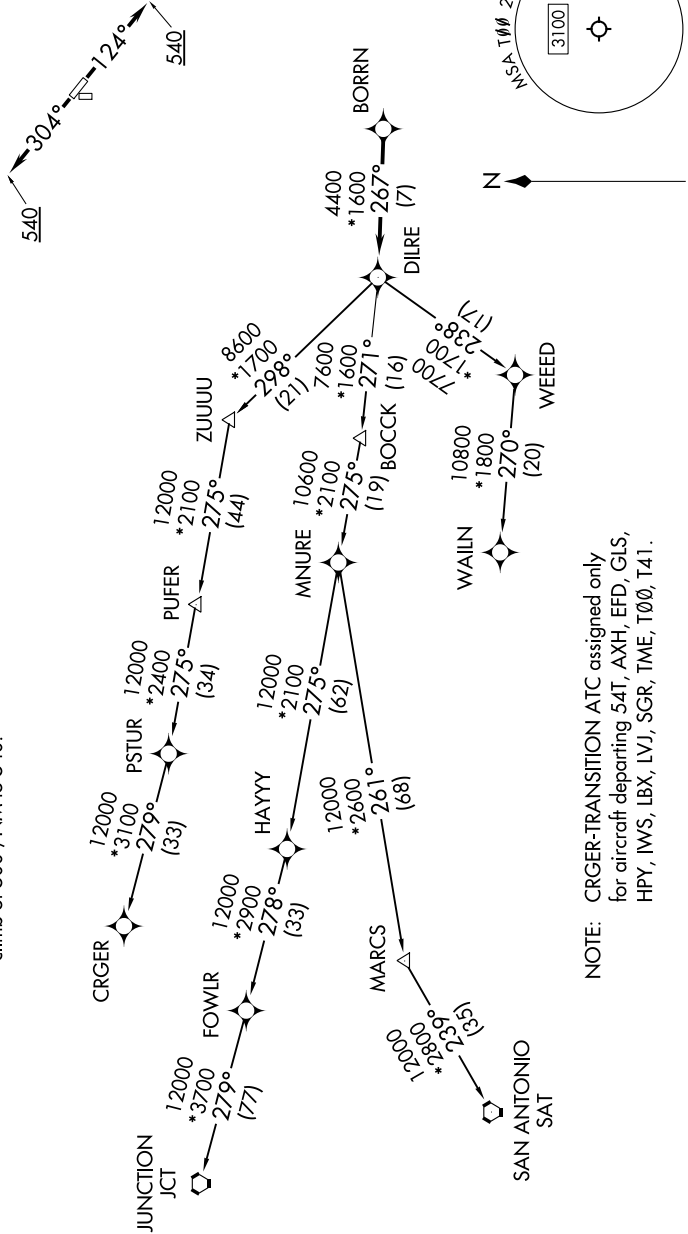 304°
124°
540
540
MSA TØØ 2
3100
N
BORRN
4400
*1600
267°
(7)
DILRE
8600
*1700
298°
(21)
ZUUUU
12000
*2100
275°
(44)
PUFER
12000
*2400
275°
(34)
PSTUR
12000
*3100
279°
(33)
CRGER
7600
*1600
271°
(16)
BOCCK
10600
*2100
275°
(19)
MNURE
12000
*2100
275°
(62)
HAYYY
12000
*2900
278°
(33)
FOWLR
12000
*3700
279°
(77)
JUNCTION
JCT
12000
*2600
261°
(68)
MARCS
12000
*2800
239°
(35)
SAN ANTONIO
SAT
7700
*1700
238°
(17)
WEEED
10800
*1800
270°
(20)
WAILN
NOTE: CRGER-TRANSITION ATC assigned only
for aircraft departing 54T, AXH, EFD, GLS,
HPY, IWS, LBX, LVJ, SGR, TME, TØØ, T41.